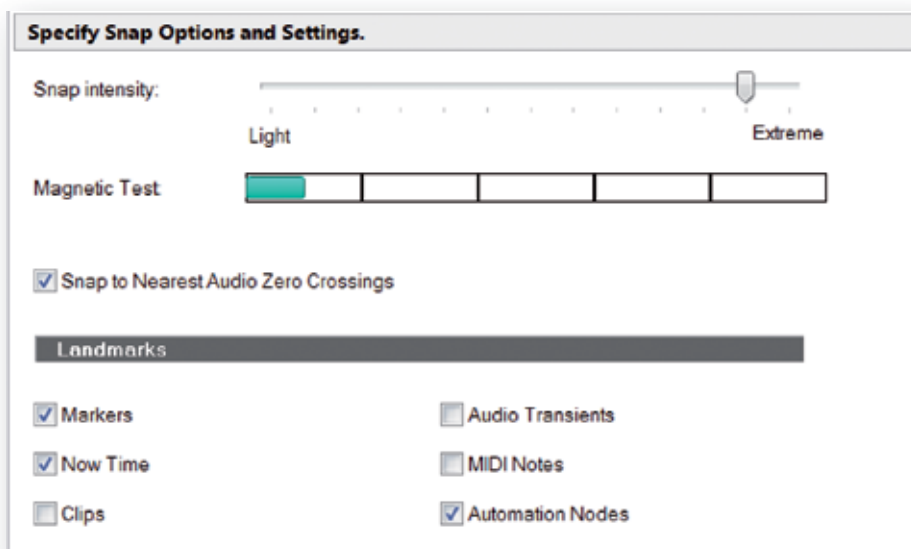 Specify Snap Options and Settings.
Snap intensity:
Light Extreme
Magnetic Test:
Snap to Nearest Audio Zero Crossings
Landmarks
Markers Audio Transients
Now Time MIDI Notes
Clips Automation Nodes